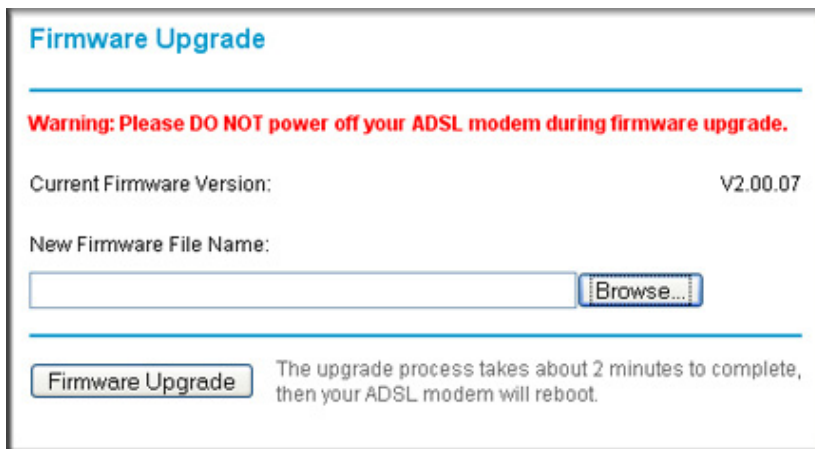 Firmware Upgrade
Warning: Please DO NOT power off your ADSL modem during firmware upgrade.
Current Firmware Version: V2.00.07
New Firmware File Name:
Browse...
Firmware Upgrade
The upgrade process takes about 2 minutes to complete,
then your ADSL modem will reboot.